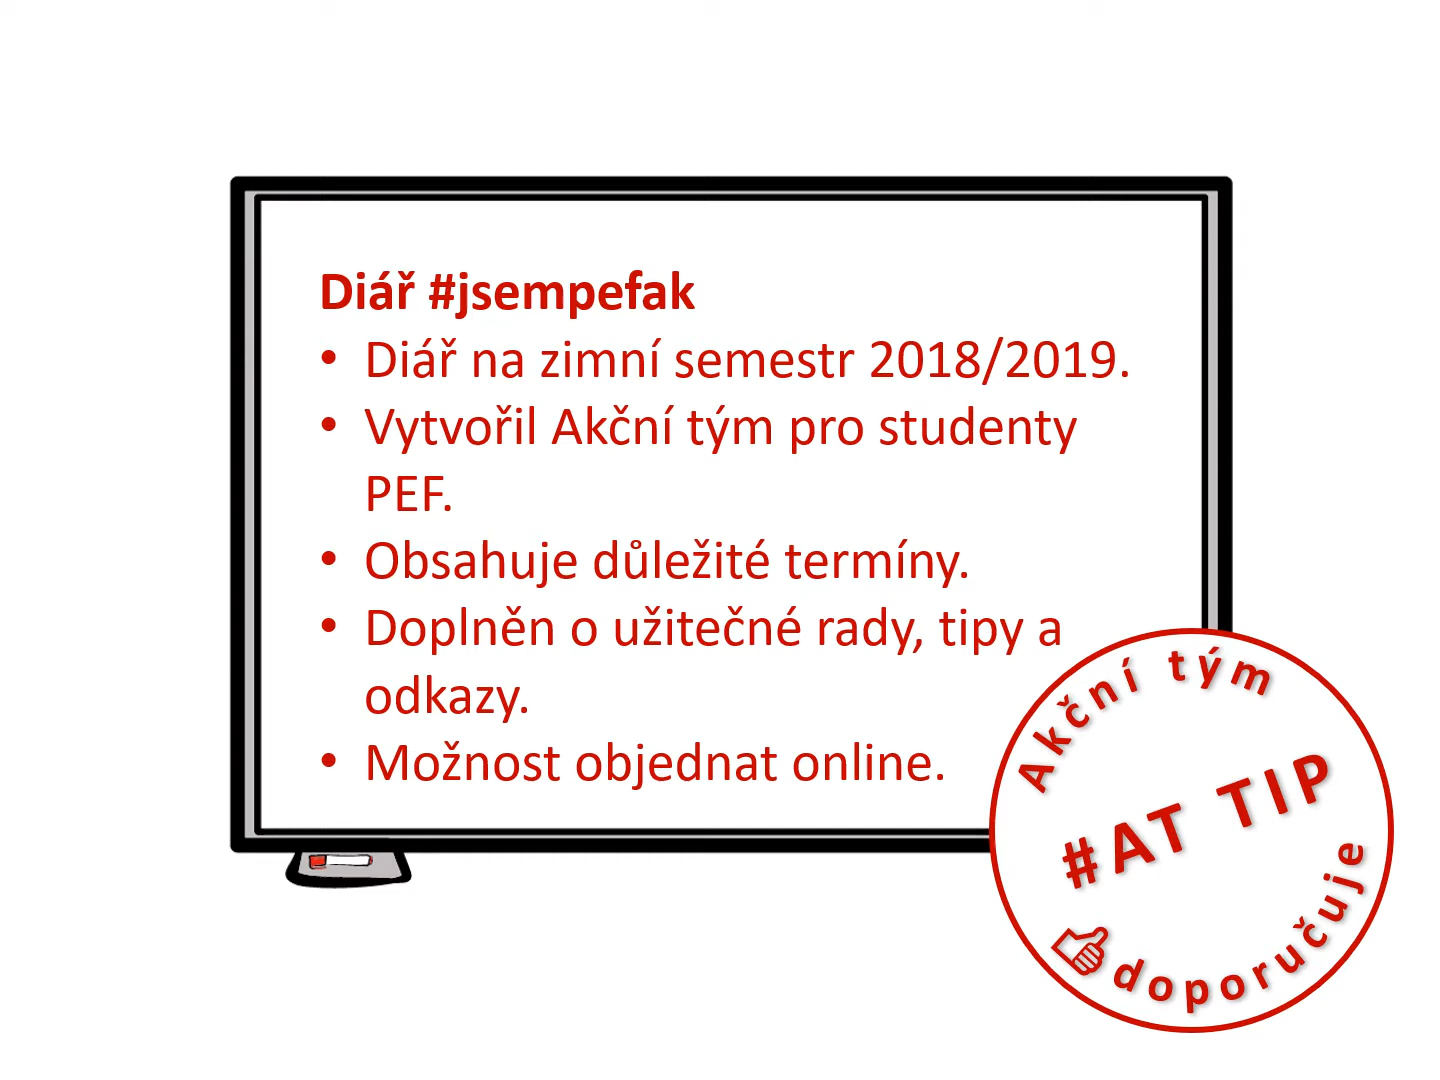 Diář #jsempefak
• Diář na zimní semestr 2018/2019.
• Vytvořil Akční tým pro studenty
PEF.
• Obsahuje důležité termíny.
• Doplněn o užitečné rady, tipy a
odkazy.
• Možnost objednat online.
Akční tým
#AT TIP
doporučuje